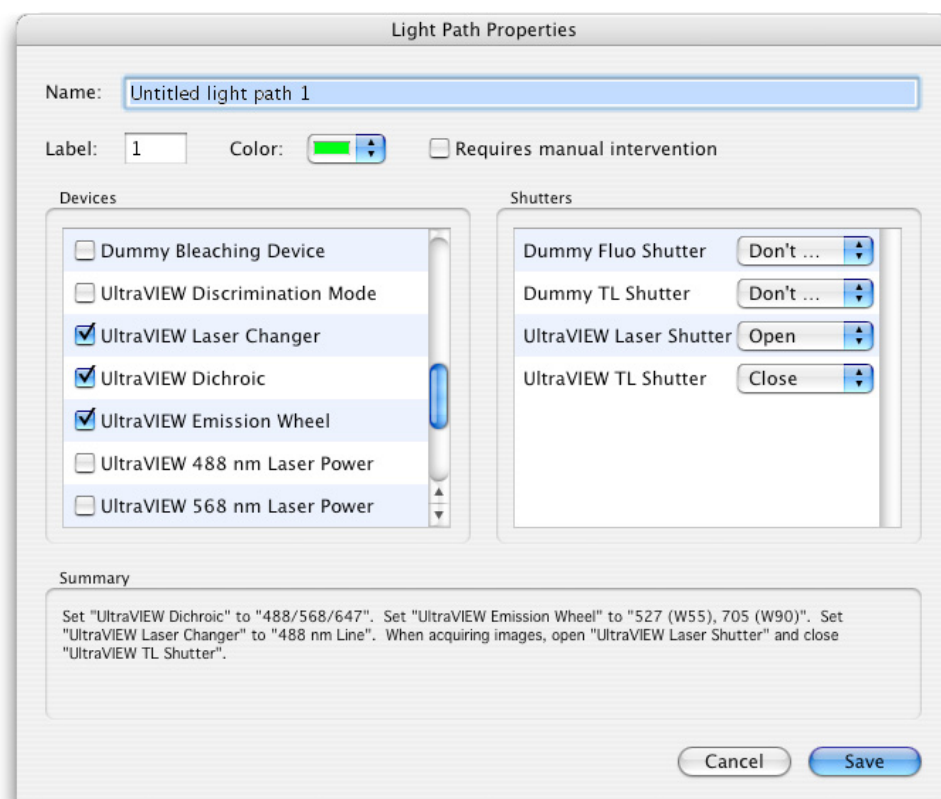 Light Path Properties
Name: Untitled light path 1
Label: 1 Color: Requires manual intervention
Devices
Dummy Bleaching Device
UltraVIEW Discrimination Mode
UltraVIEW Laser Changer
UltraVIEW Dichroic
UltraVIEW Emission Wheel
UltraVIEW 488 nm Laser Power
UltraVIEW 568 nm Laser Power
Shutters
Dummy Fluo Shutter Don't ...
Dummy TL Shutter Don't ...
UltraVIEW Laser Shutter Open
UltraVIEW TL Shutter Close
Summary
Set "UltraVIEW Dichroic" to "488/568/647". Set "UltraVIEW Emission Wheel" to "527 (W55), 705 (W90)". Set
"UltraVIEW Laser Changer" to "488 nm Line". When acquiring images, open "UltraVIEW Laser Shutter" and close
"UltraVIEW TL Shutter".
Cancel Save